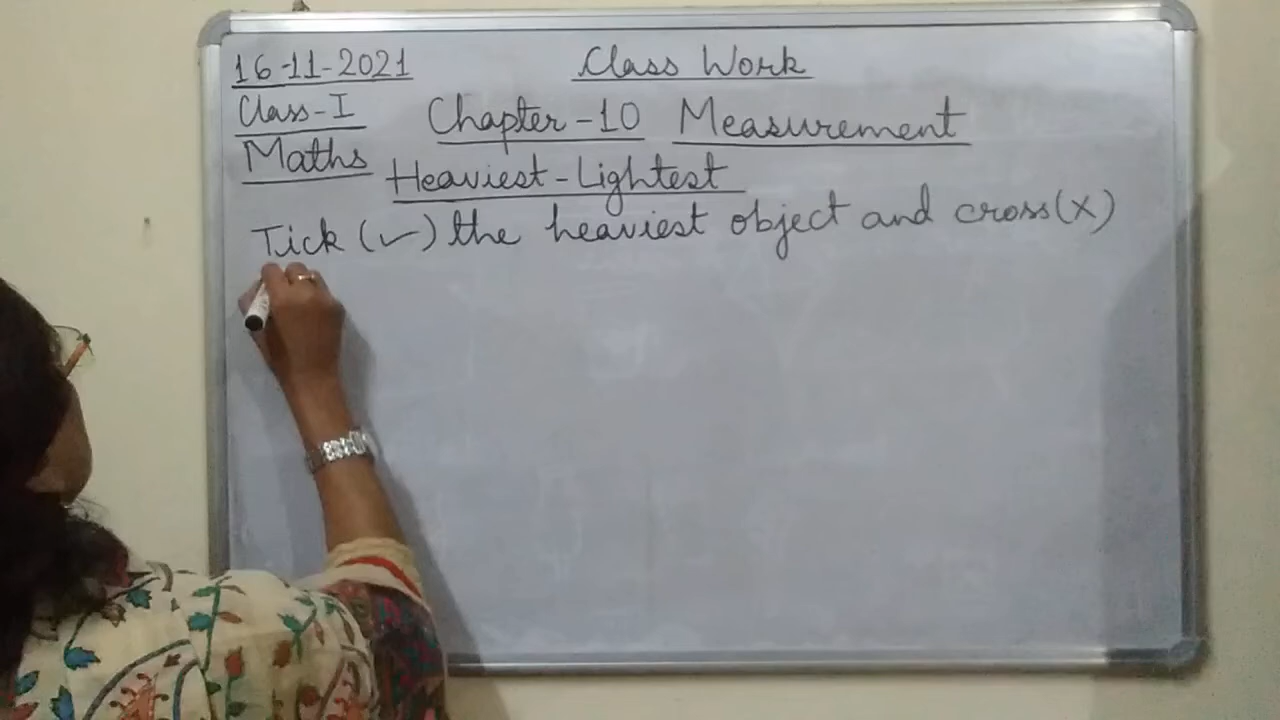 16-11-2021 Class Work
Class-I Chapter-10 Measurement
Maths Heaviest-Lightest
Tick (✓) the heaviest object and cross(X)